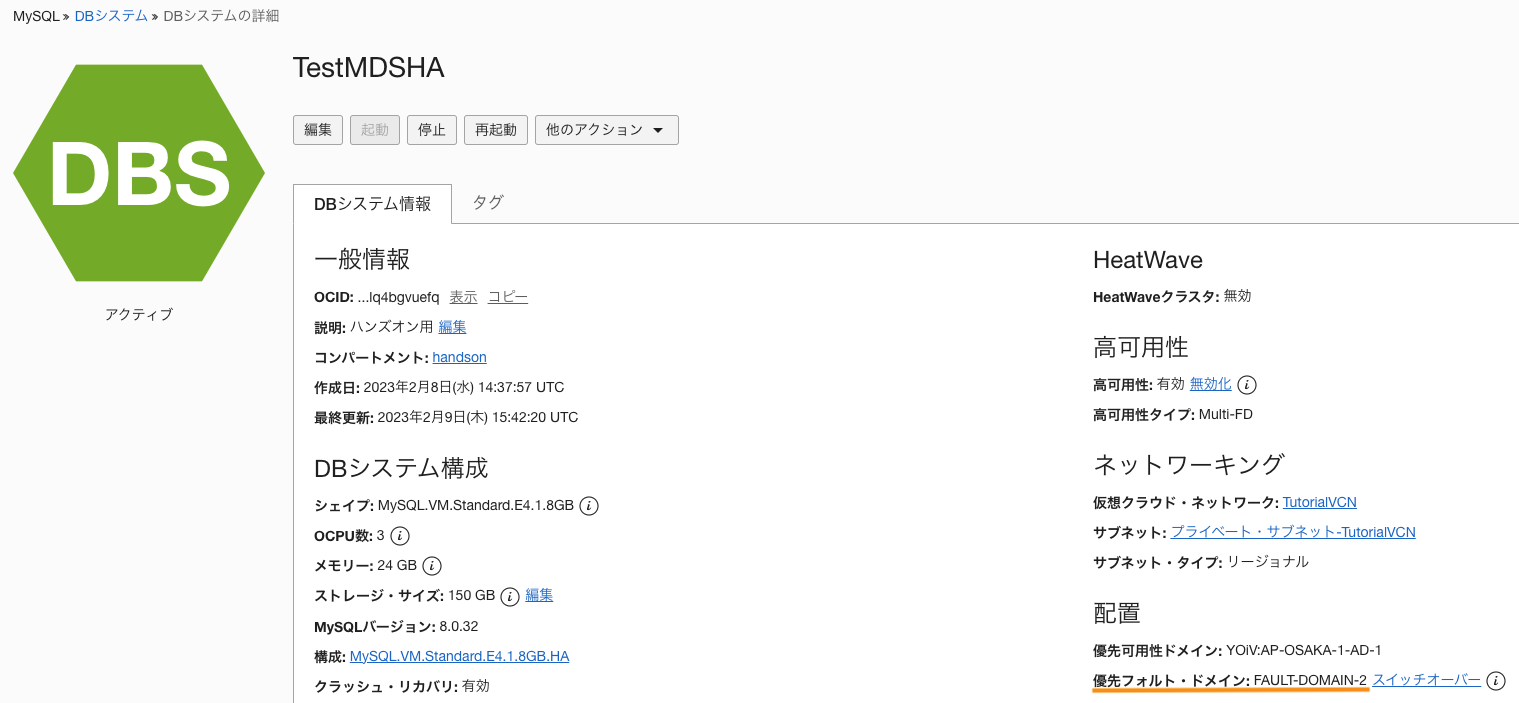 MySQL » DBシステム » DBシステムの詳細
DBS
アクティブ
TestMDSHA
編集 起動 停止 再起動 他のアクション
DBシステム情報 タグ
一般情報
OCID: ...lq4bgvuefq 表示 コピー
説明: ハンズオン用 編集
コンパートメント: handson
作成日: 2023年2月8日(水) 14:37:57 UTC
最終更新: 2023年2月9日(木) 15:42:20 UTC
DBシステム構成
シェイプ: MySQL.VM.Standard.E4.1.8GB i
OCPU数: 3 i
メモリー: 24 GB i
ストレージ・サイズ: 150 GB i 編集
MySQLバージョン: 8.0.32
構成: MySQL.VM.Standard.E4.1.8GB.HA
クラッシュ・リカバリ: 有効
HeatWave
HeatWaveクラスタ: 無効
高可用性
高可用性: 有効 無効化 i
高可用性タイプ: Multi-FD
ネットワーキング
仮想クラウド・ネットワーク: TutorialVCN
サブネット: プライベート・サブネット-TutorialVCN
サブネット・タイプ: リージョナル
配置
優先可用性ドメイン: YOiV:AP-OSAKA-1-AD-1
優先フォルト・ドメイン: FAULT-DOMAIN-2 スイッチオーバー i